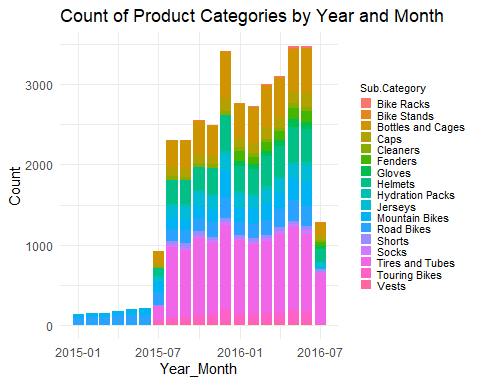 Count of Product Categories by Year and Month
3000
2000
1000
0
Count
2015-01
2015-07
2016-01
2016-07
Year_Month
Sub.Category
Bike Racks
Bike Stands
Bottles and Cages
Caps
Cleaners
Fenders
Gloves
Helmets
Hydration Packs
Jerseys
Mountain Bikes
Road Bikes
Shorts
Socks
Tires and Tubes
Touring Bikes
Vests